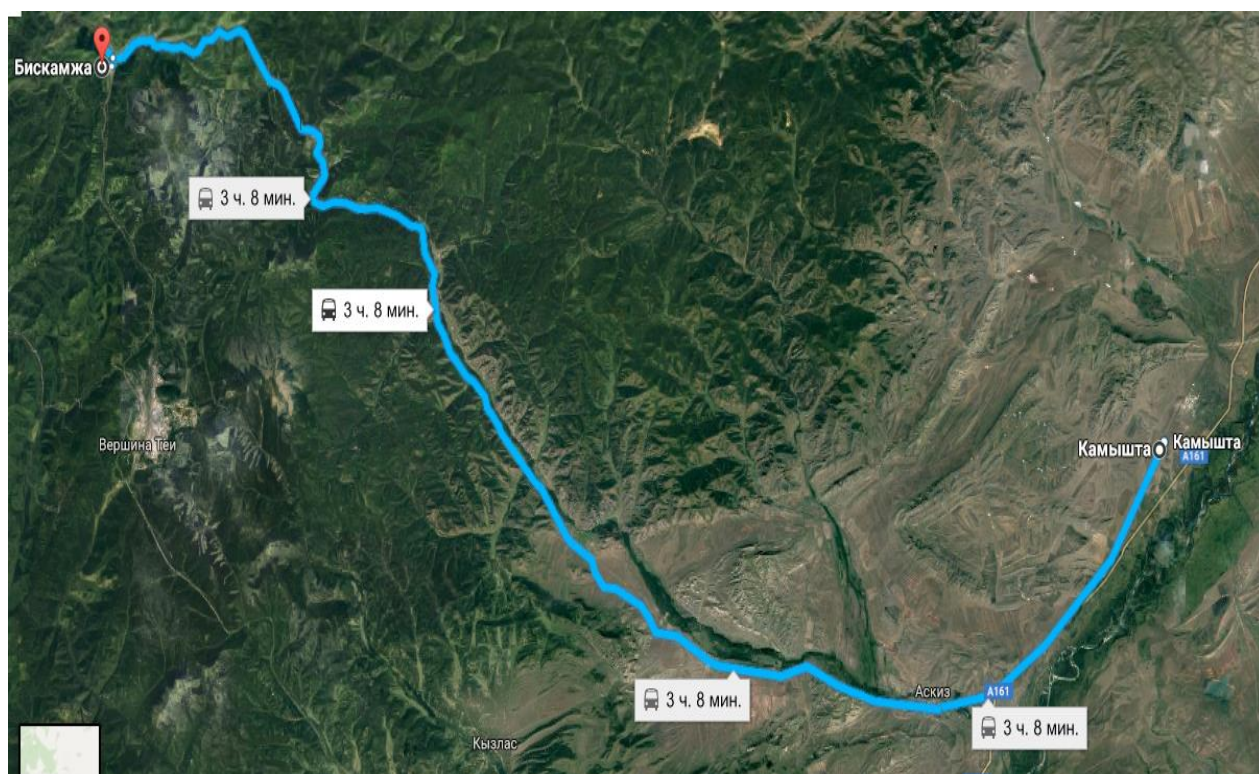 Бискамжа
3 ч. 8 мин.
3 ч. 8 мин.
Вершина Теи
Камышта
Камышта
A161
3 ч. 8 мин.
Аскиз
A161
3 ч. 8 мин.
Кызлас